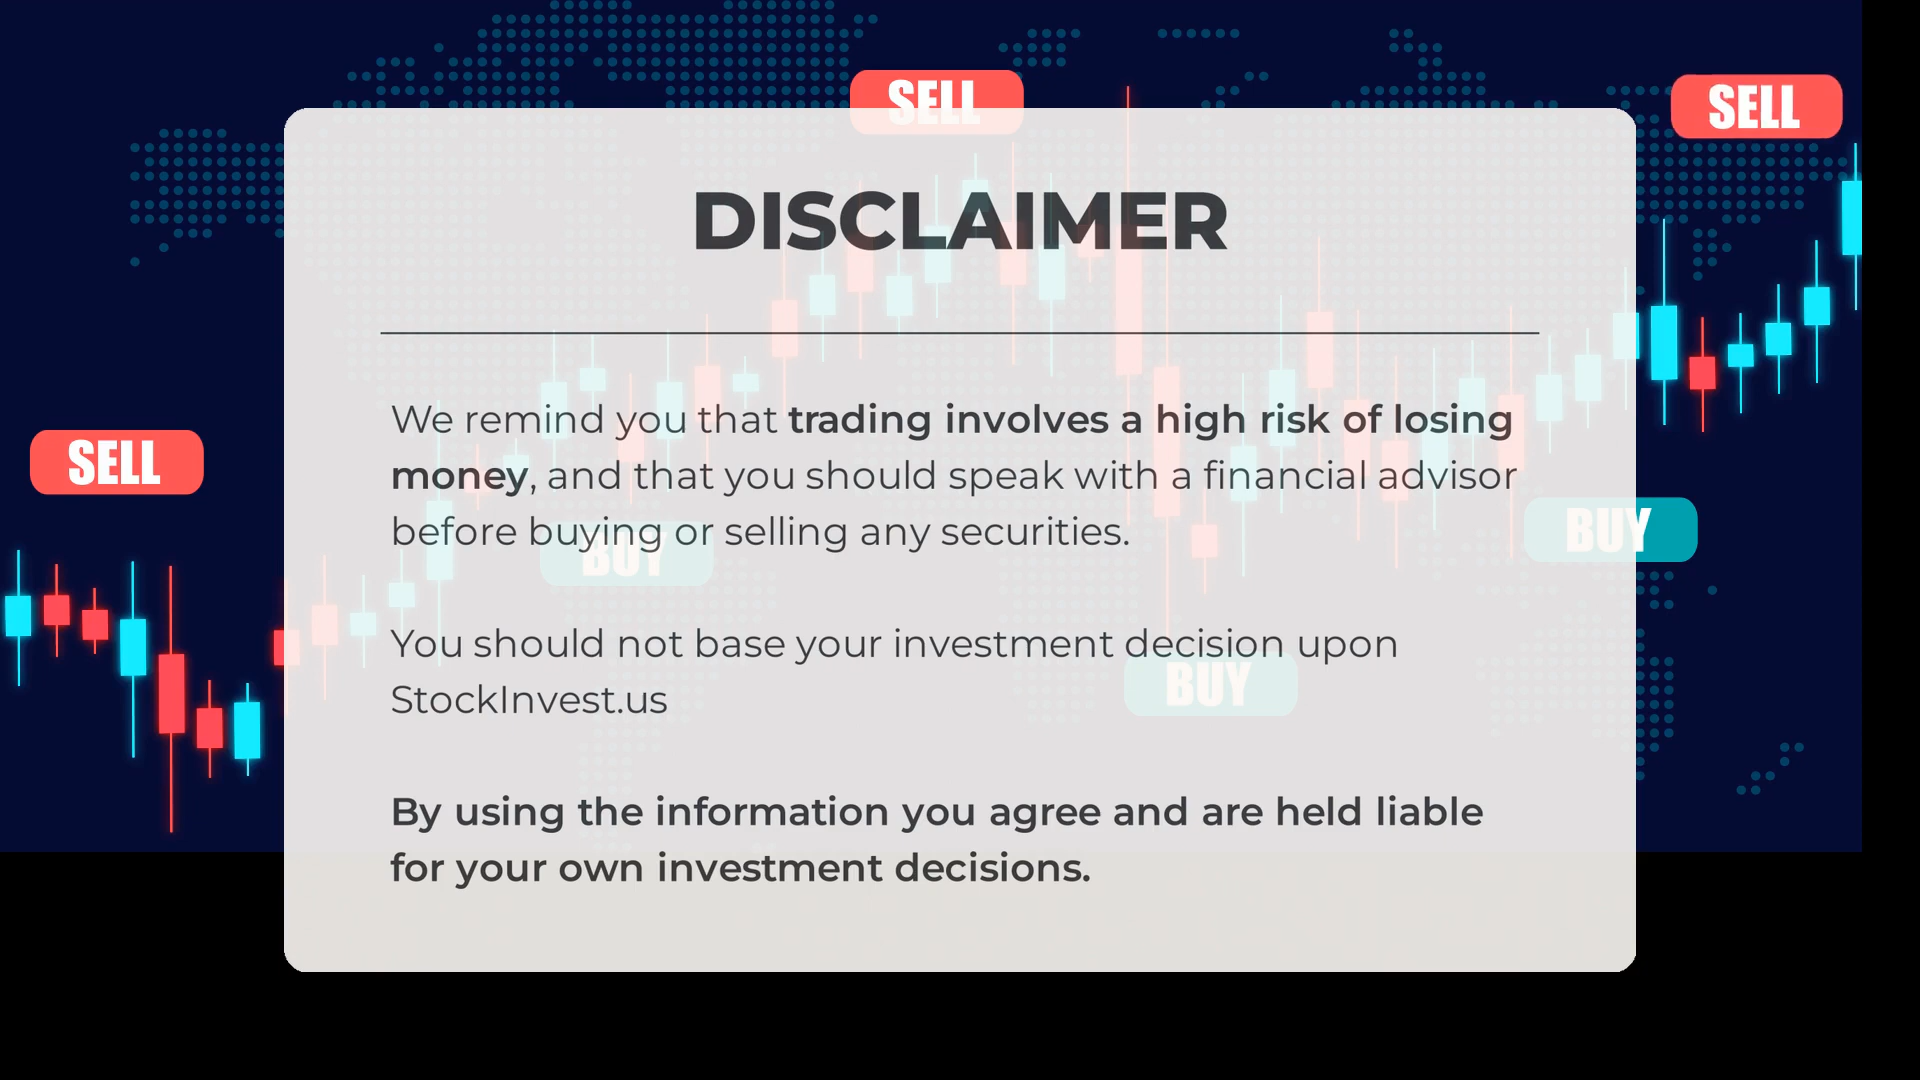 SELL
SELL
DISCLAIMER
We remind you that trading involves a high risk of losing
money, and that you should speak with a financial advisor
before buying or selling any securities.
SELL
BUY
BUY
You should not base your investment decision upon
StockInvest.us
BUY
By using the information you agree and are held liable
for your own investment decisions.